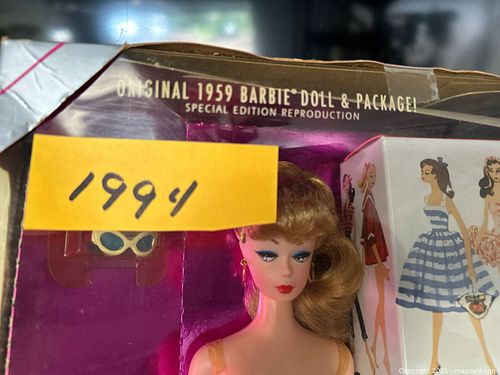 ORIGINAL 1959 BARBIE® DOLL & PACKAGE!
SPECIAL EDITION REPRODUCTION
1994
Copyright 2025 - maxsold.com